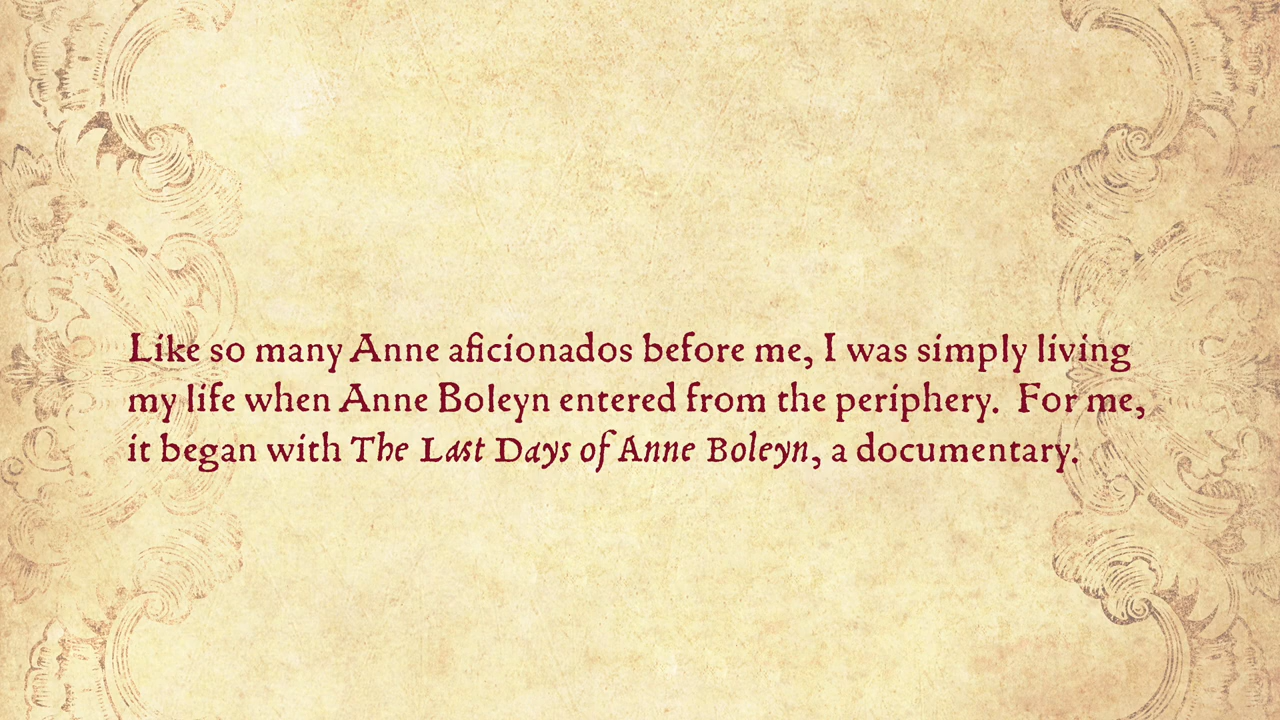 Like so many Anne aficionados before me, I was simply living
my life when Anne Boleyn entered from the periphery.  For me,
it began with The Last Days of Anne Boleyn, a documentary.